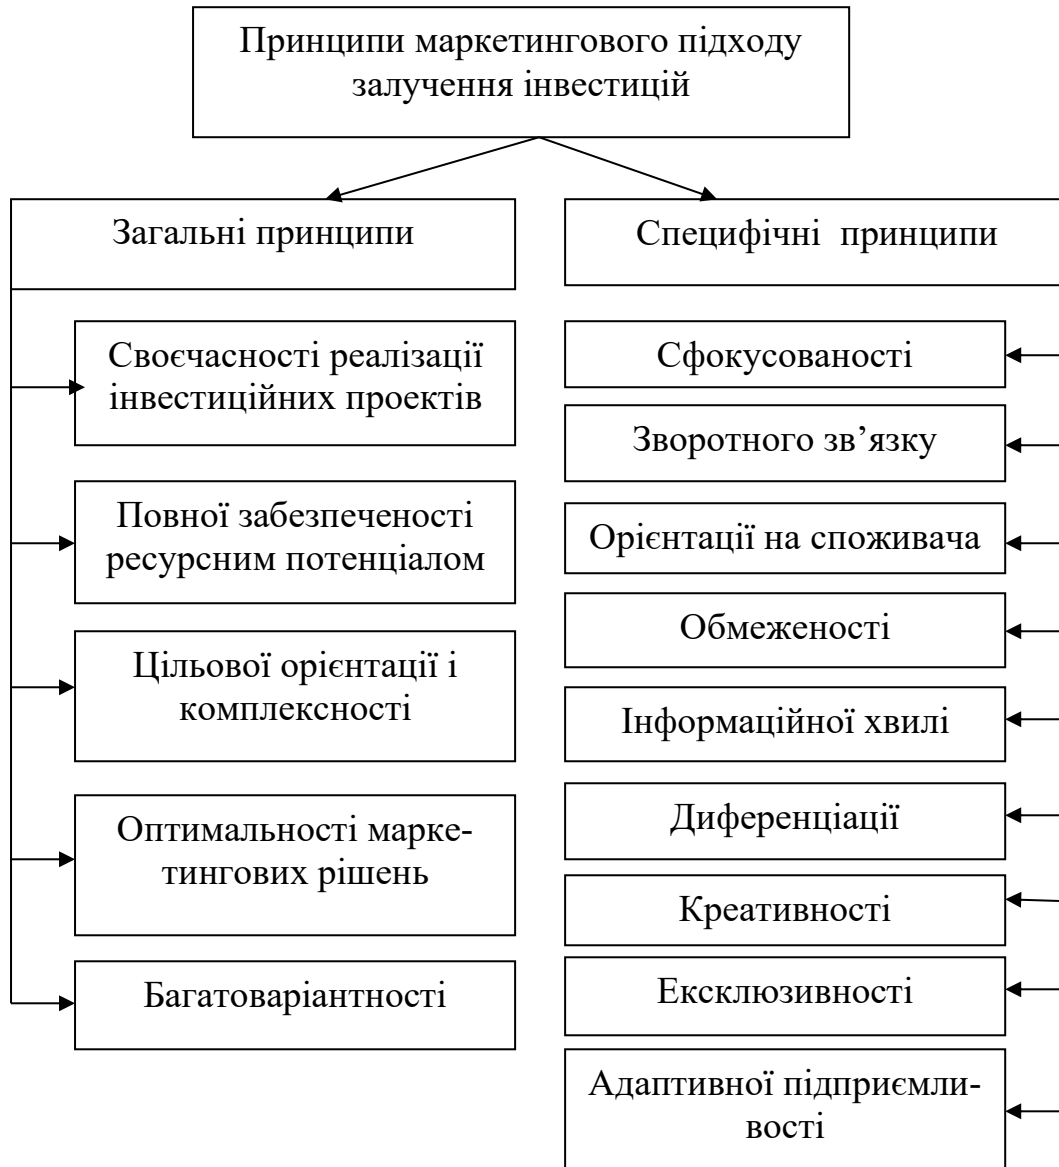 Принципи маркетингового підходу
залучення інвестицій
Загальні принципи
Своєчасності реалізації
інвестиційних проектів
Повної забезпеченості
ресурсним потенціалом
Цільової орієнтації і
комплексності
Оптимальності марке-
тингових рішень
Багатоваріантності
Специфічні принципи
Сфокусованості
Зворотного зв’язку
Орієнтації на споживача
Обмеженості
Інформаційної хвилі
Диференціації
Креативності
Ексклюзивності
Адаптивної підприємли-
вості